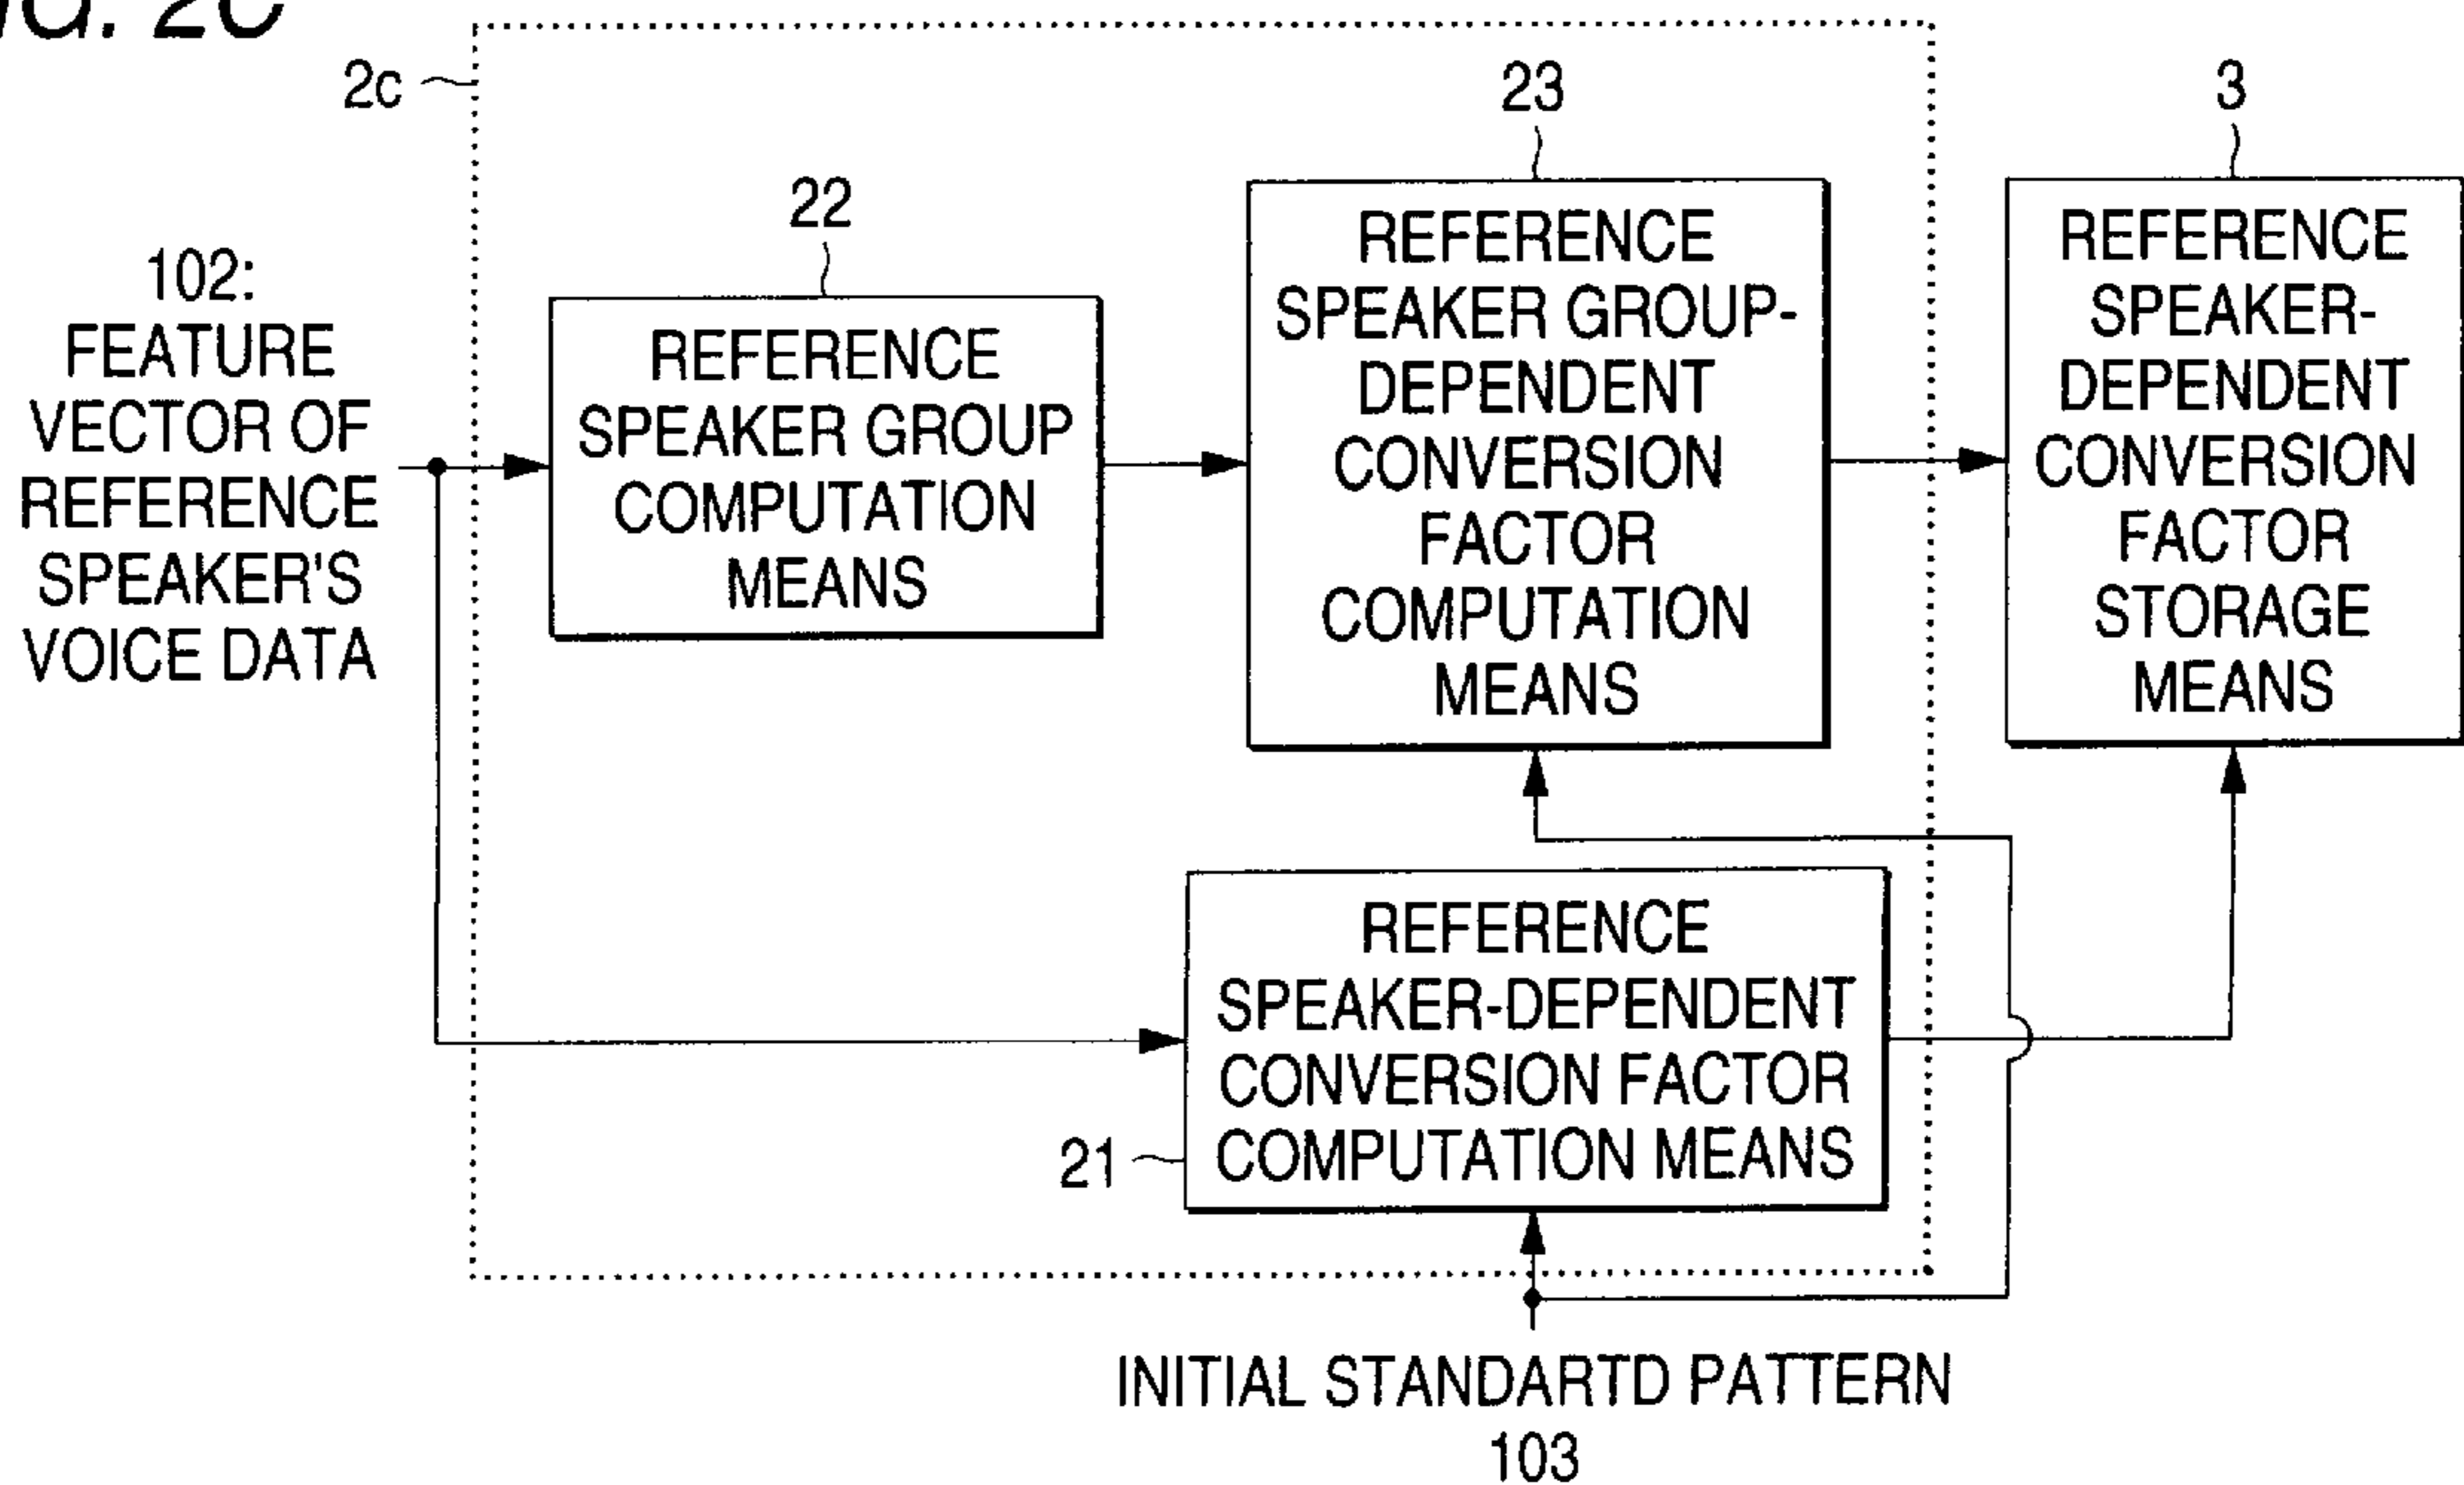 FIG. 2C
2c
23
3
22
102:
FEATURE
VECTOR OF
REFERENCE
SPEAKER'S
VOICE DATA
REFERENCE
SPEAKER GROUP
COMPUTATION
MEANS
REFERENCE
SPEAKER GROUP-
DEPENDENT
CONVERSION
FACTOR
COMPUTATION
MEANS
REFERENCE
SPEAKER-
DEPENDENT
CONVERSION
FACTOR
STORAGE
MEANS
REFERENCE
SPEAKER-DEPENDENT
CONVERSION FACTOR
COMPUTATION MEANS
21
INITIAL STANDARTD PATTERN
103